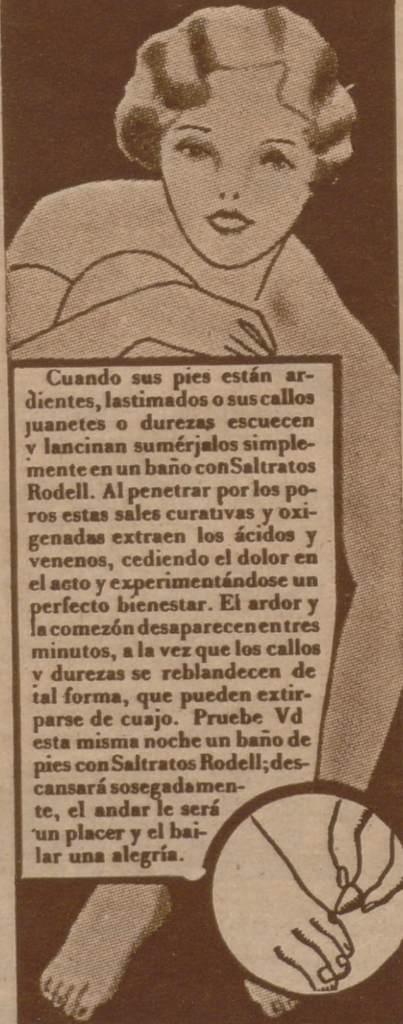 Cuando sus pies están ar-
dientes, lastimados o sus callos
juanetes o durezas escuecen
y lancinan sumérjalos simple-
mente en un baño con Saltratos
Rodell. Al penetrar por los po-
ros estas sales curativas y oxi-
genadas extraen los ácidos y
venenos, cediendo el dolor en
el acto y experimentándose un
perfecto bienestar. El ardor y
la comezón desaparecen en tres
minutos, a la vez que los callos
y durezas se reblandecen de
tal forma, que pueden extir-
parse de cuajo. Pruebe Vd
esta misma noche un baño de
pies con Saltratos Rodell; des-
cansará sosegadamen-
te, el andar le será
un placer y el bai-
lar una alegría.